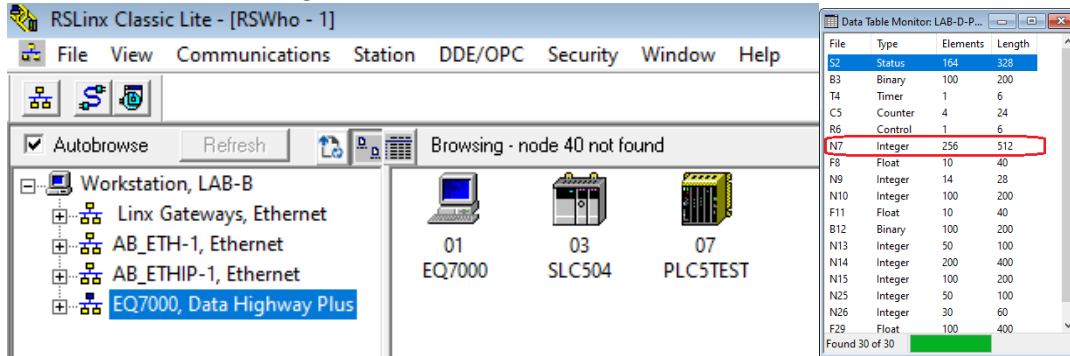 RSLinx Classic Lite - [RSWho - 1]
File View Communications Station DDE/OPC Security Window Help
Autobrowse Refresh Browsing - node 40 not found
Workstation, LAB-B
Linx Gateways, Ethernet
AB_ETH-1, Ethernet
AB_ETHIP-1, Ethernet
EQ7000, Data Highway Plus
01 03 07
EQ7000 SLC504 PLC5TEST
Data Table Monitor: LAB-D-P...
File Type Elements Length
S2 Status 164 328
B3 Binary 100 200
T4 Timer 1 6
C5 Counter 4 24
R6 Control 1 6
N7 Integer 256 512
F8 Float 10 40
N9 Integer 14 28
N10 Integer 100 200
F11 Float 10 40
B12 Binary 100 200
N13 Integer 50 100
N14 Integer 200 400
N15 Integer 100 200
N25 Integer 50 100
N26 Integer 30 60
F29 Float 100 400
Found 30 of 30